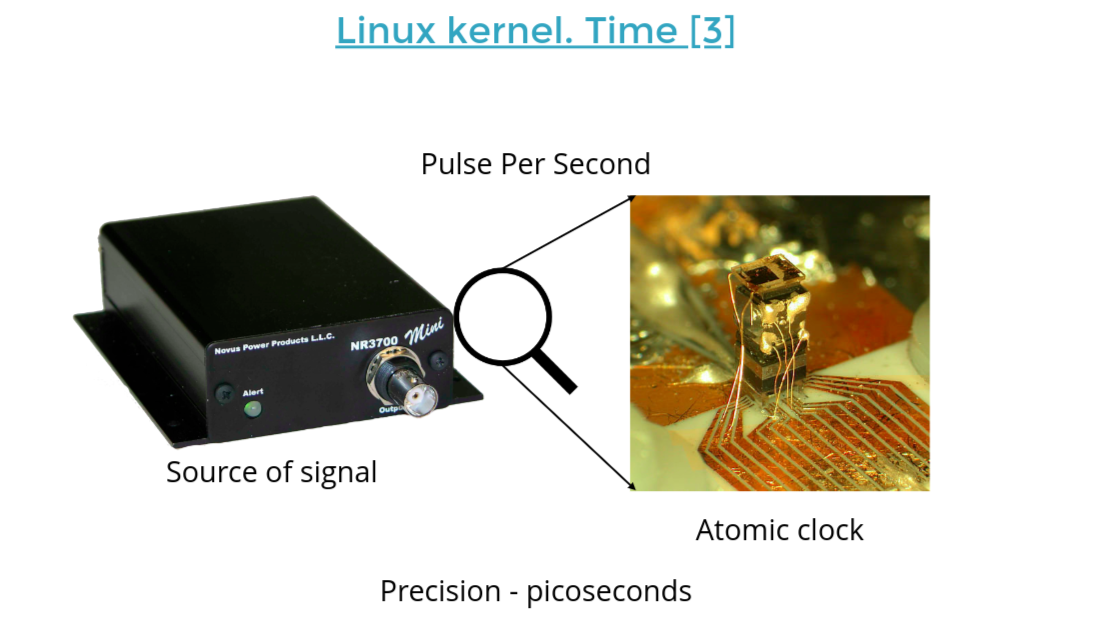 Linux kernel. Time [3]
Pulse Per Second
Novus Power Products L.L.C.
NR3700 Mini
Alert
Source of signal
Atomic clock
Precision - picoseconds